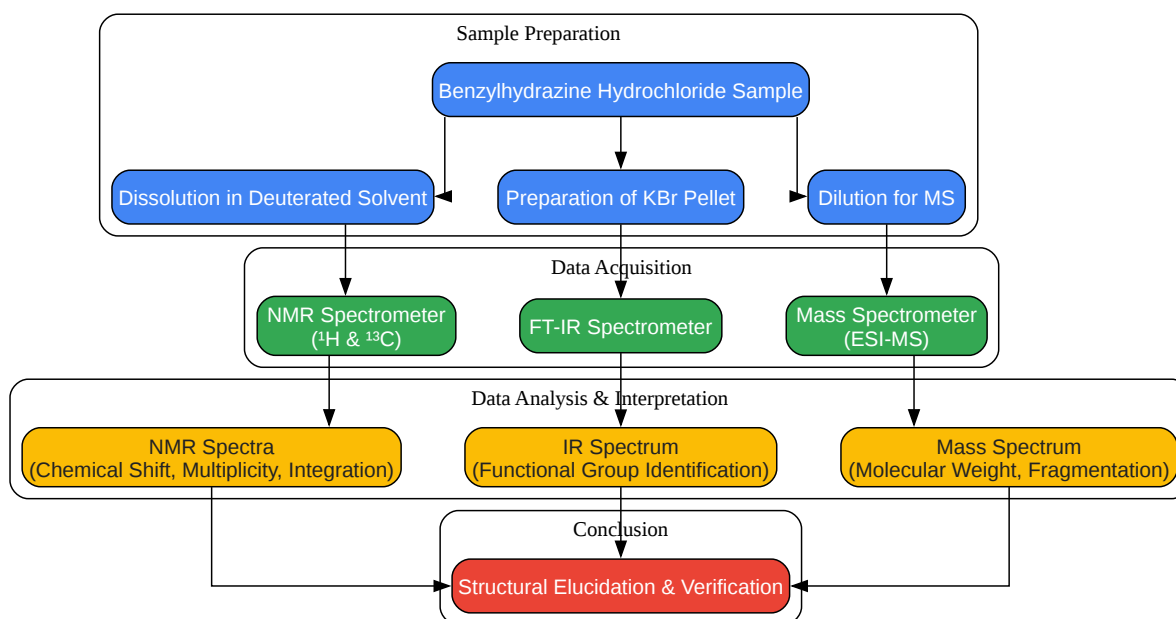 Sample Preparation
Benzylhydrazine Hydrochloride Sample
Dissolution in Deuterated Solvent
Preparation of KBr Pellet
Dilution for MS
Data Acquisition
NMR Spectrometer
(¹H & ¹³C)
FT-IR Spectrometer
Mass Spectrometer
(ESI-MS)
Data Analysis & Interpretation
NMR Spectra
(Chemical Shift, Multiplicity, Integration)
IR Spectrum
(Functional Group Identification)
Mass Spectrum
(Molecular Weight, Fragmentation)
Conclusion
Structural Elucidation & Verification